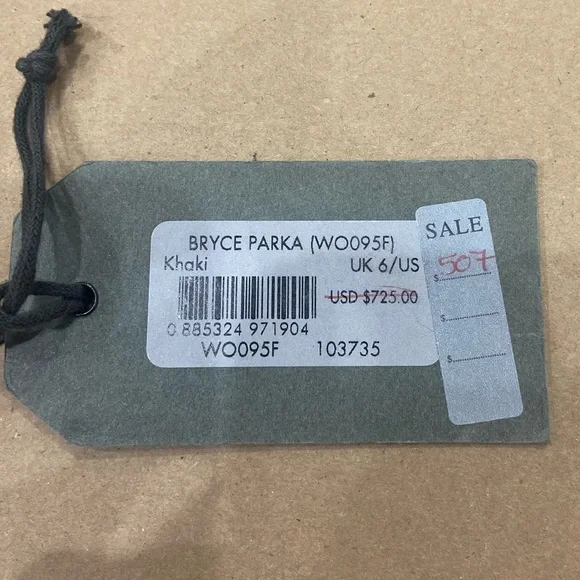 BRYCE PARKA (WO095F)
Khaki UK 6/US
USD $725.00
0 885324 971904
WO095F 103735
SALE
$ 507
$
$